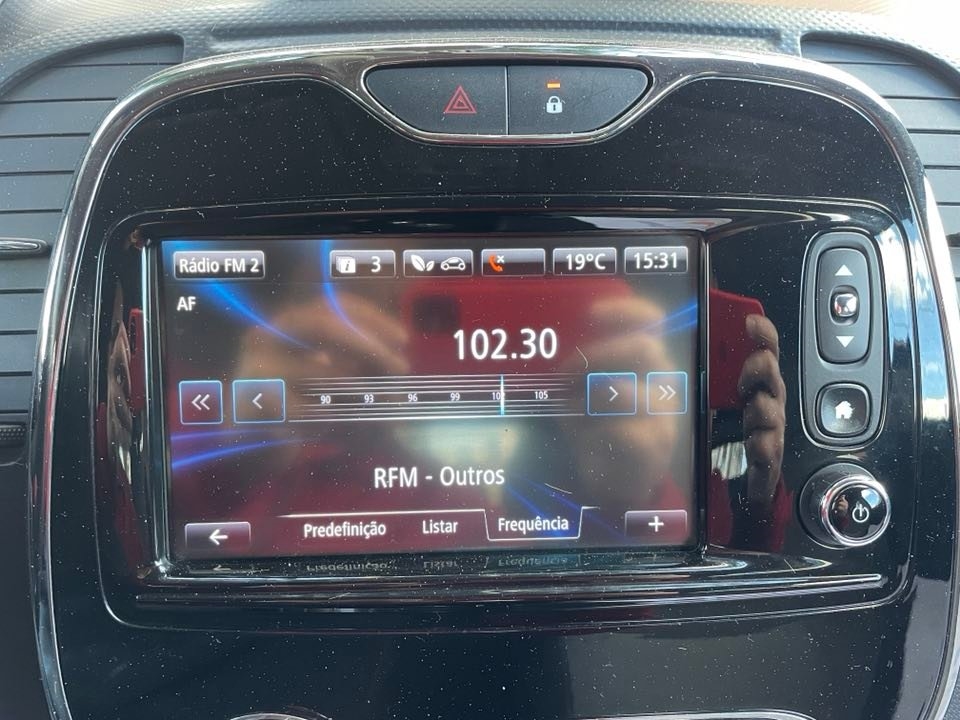 Rádio FM 2
3
19°C
15:31
AF
102.30
90 93 96 99 105
RFM - Outros
Predefinição Listar Frequência